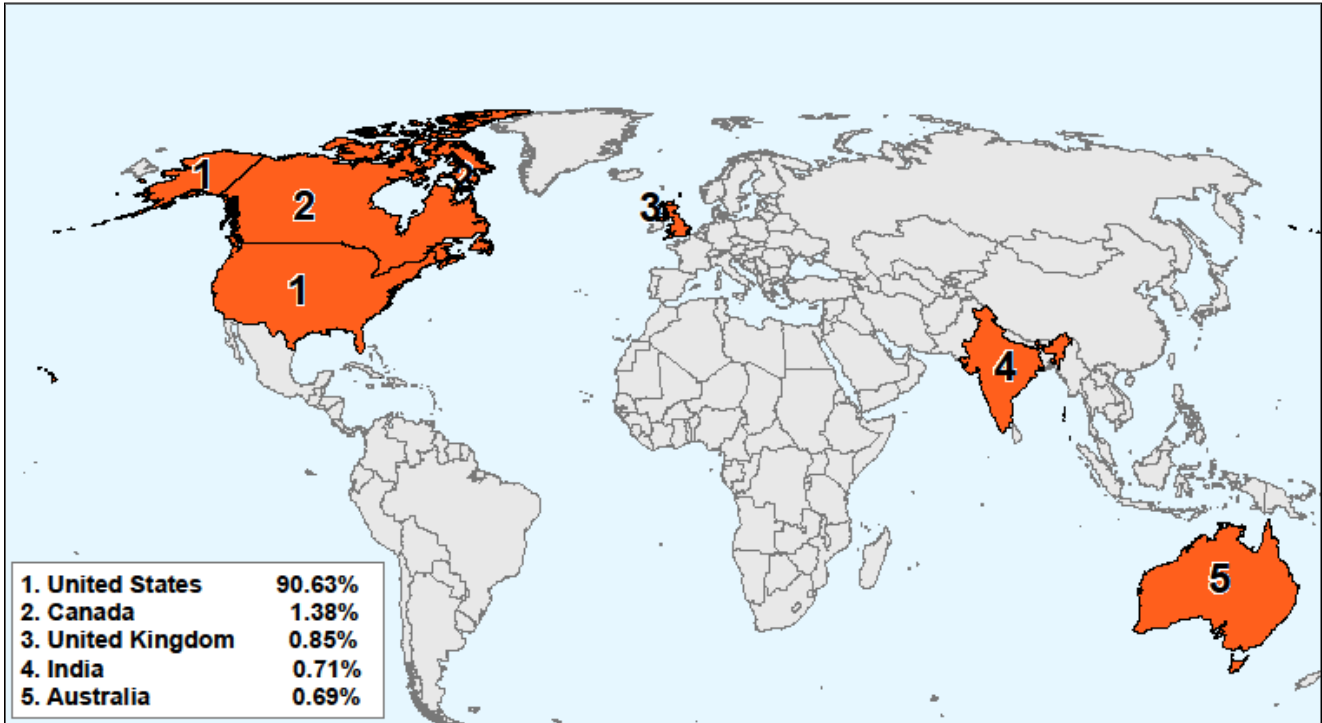 1
2
2
3
1
4
5
1. United States 90.63%
2. Canada 1.38%
3. United Kingdom 0.85%
4. India 0.71%
5. Australia 0.69%